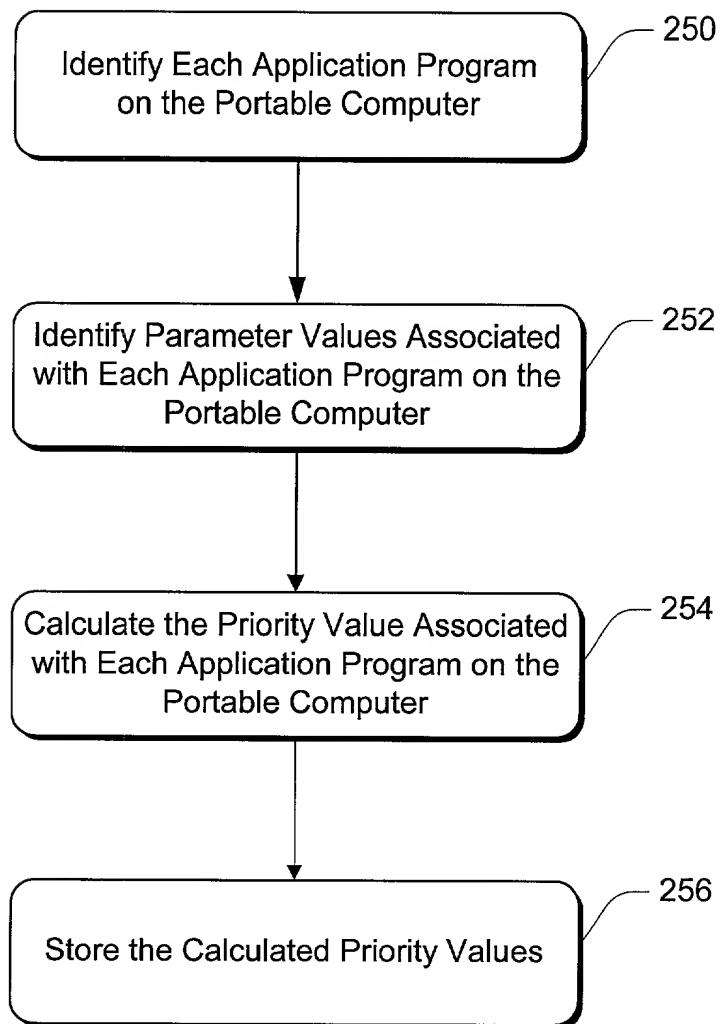 250
Identify Each Application Program
on the Portable Computer
252
Identify Parameter Values Associated
with Each Application Program on the
Portable Computer
254
Calculate the Priority Value Associated
with Each Application Program on the
Portable Computer
256
Store the Calculated Priority Values